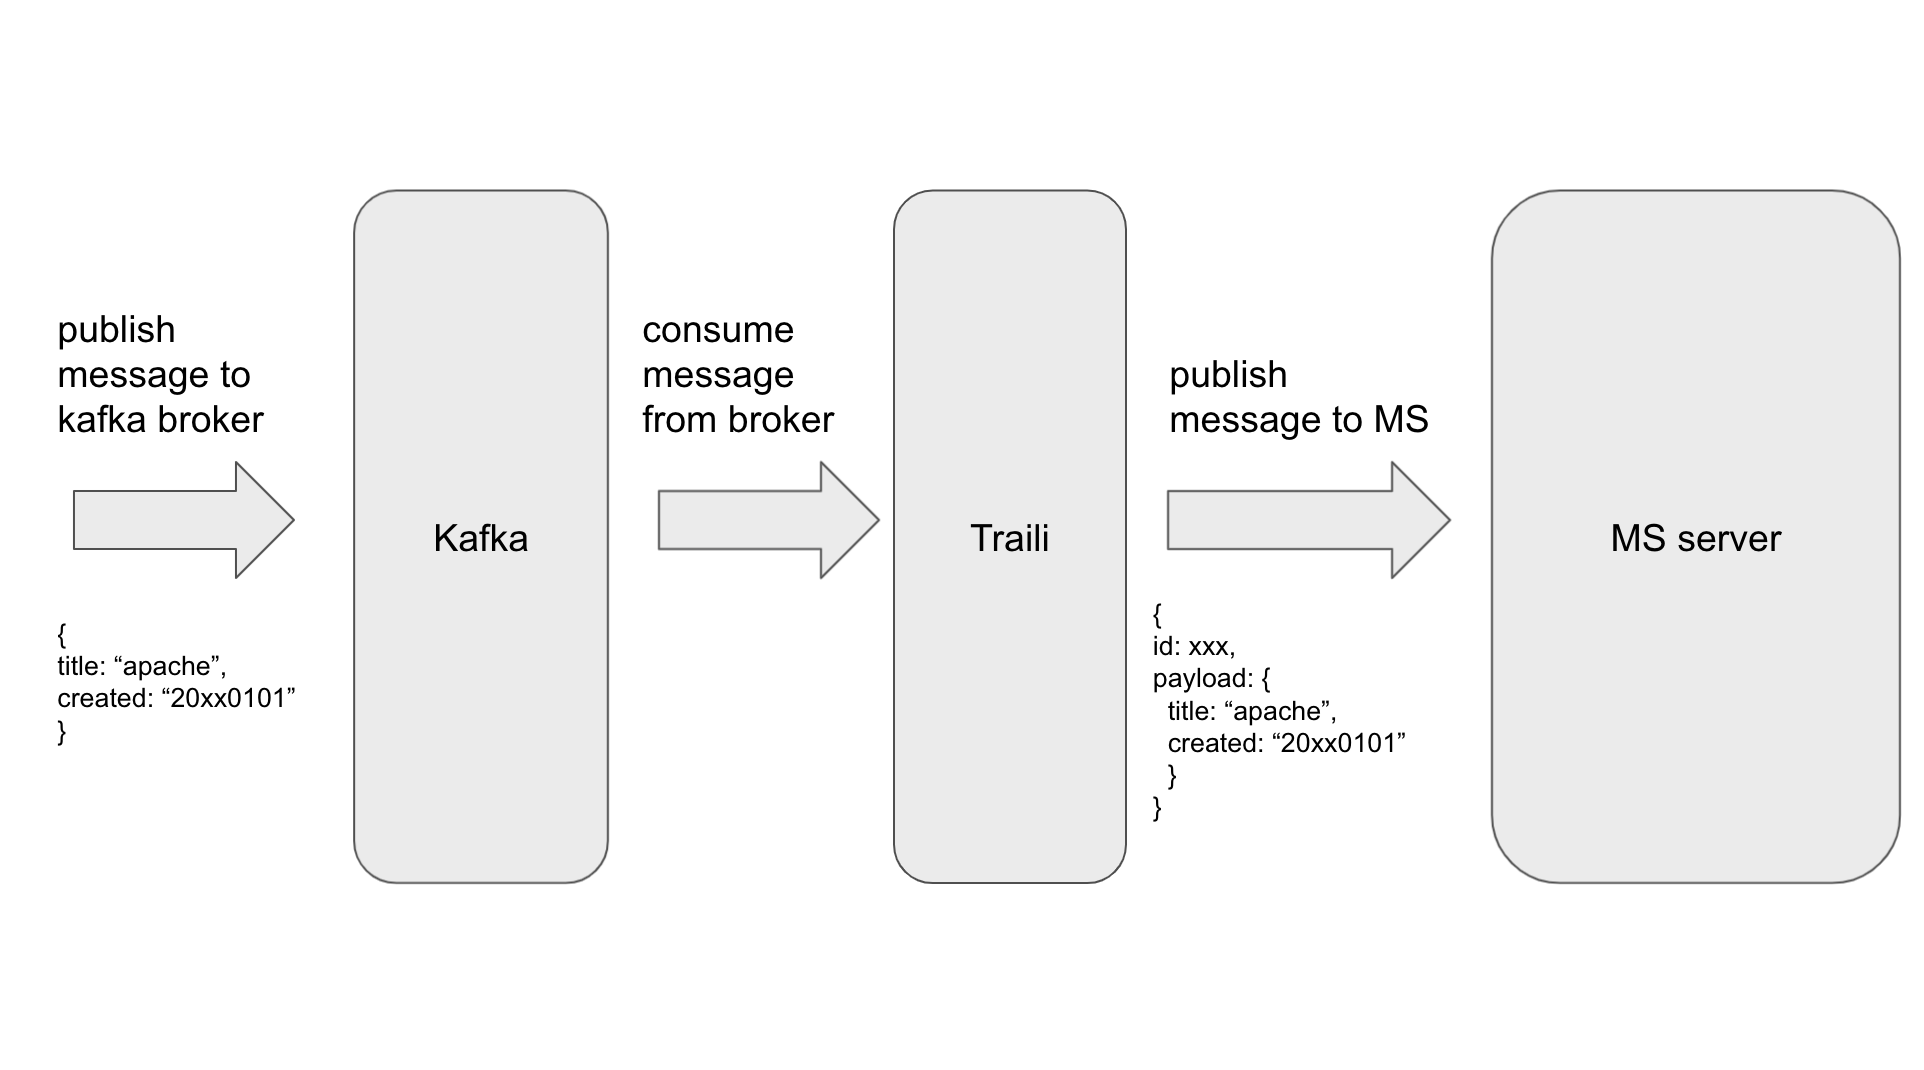 publish
message to
kafka broker
{
title: “apache”,
created: “20xx0101”
}
Kafka
consume
message
from broker
Traili
publish
message to MS
{
id: xxx,
payload: {
title: “apache”,
created: “20xx0101”
}
}
MS server